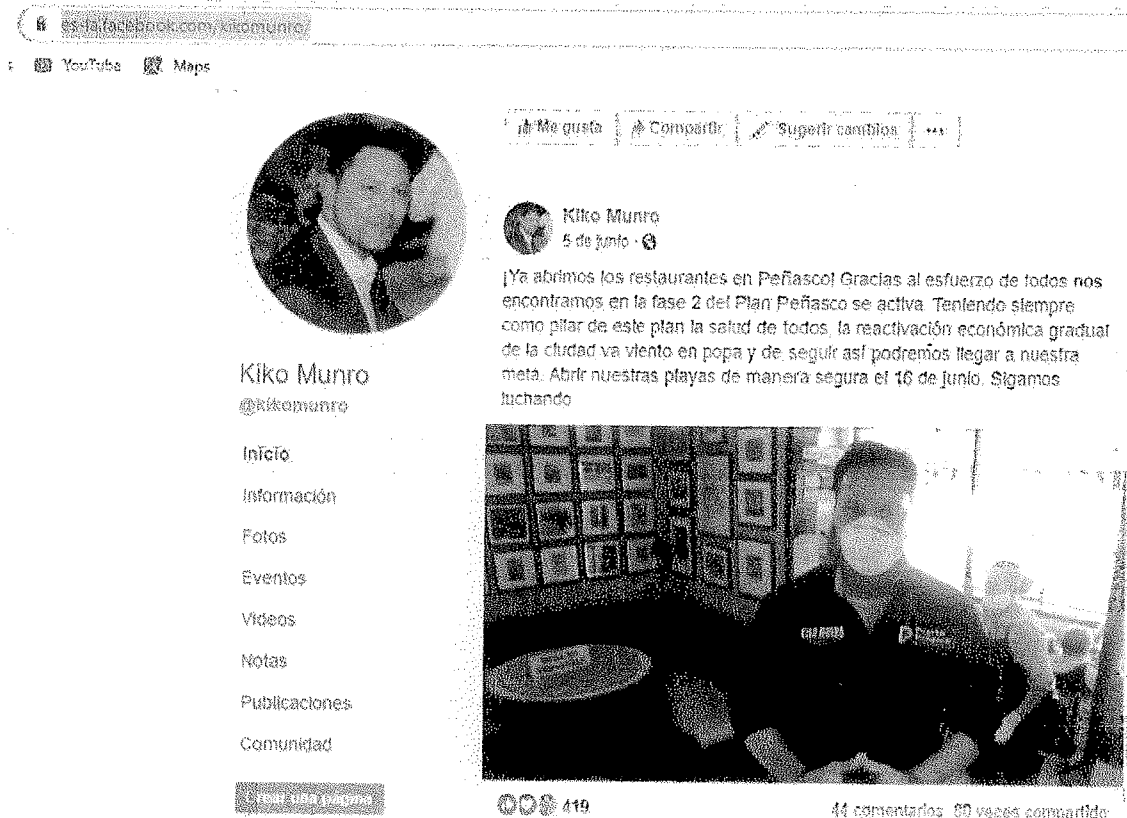 es-la.facebook.com/kikomunro/
YouTube Maps
Me gusta Compartir Sugerir cambios ...
Kiko Munro
5 de junio ·
¡Ya abrimos los restaurantes en Peñasco! Gracias al esfuerzo de todos nos
encontramos en la fase 2 del Plan Peñasco se activa. Teniendo siempre
como pilar de este plan la salud de todos, la reactivación económica gradual
de la ciudad va viento en popa y de seguir así podremos llegar a nuestra
meta. Abrir nuestras playas de manera segura el 16 de junio. Sigamos
luchando
Kiko Munro
@kikomunro
Inicio
Información
Fotos
Eventos
Videos
Notas
Publicaciones
Comunidad
Crear una página
419
44 comentarios 80 veces compartido